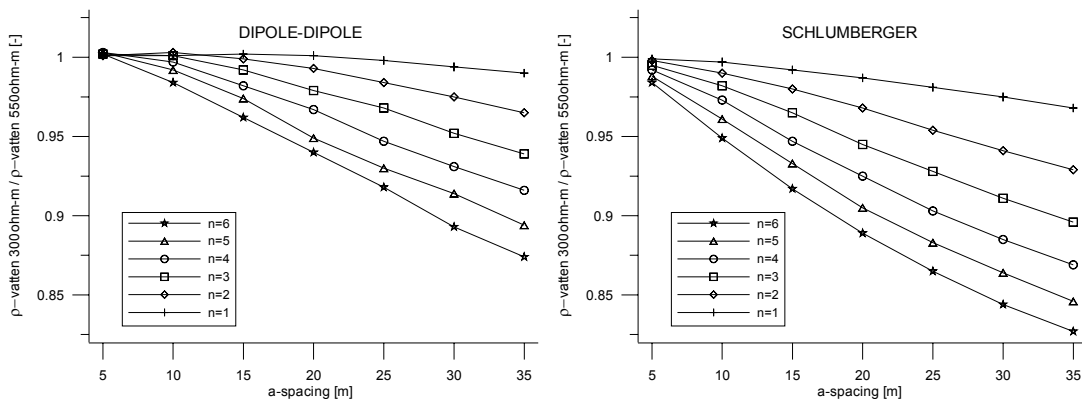 DIPOLE-DIPOLE
ρ−vatten 300ohm-m / ρ−vatten 550ohm-m [-]
1
0.95
0.9
0.85
n=6
n=5
n=4
n=3
n=2
n=1
5 10 15 20 25 30 35
a-spacing [m]
SCHLUMBERGER
ρ−vatten 300ohm-m / ρ−vatten 550ohm-m [-]
1
0.95
0.9
0.85
n=6
n=5
n=4
n=3
n=2
n=1
5 10 15 20 25 30 35
a-spacing [m]